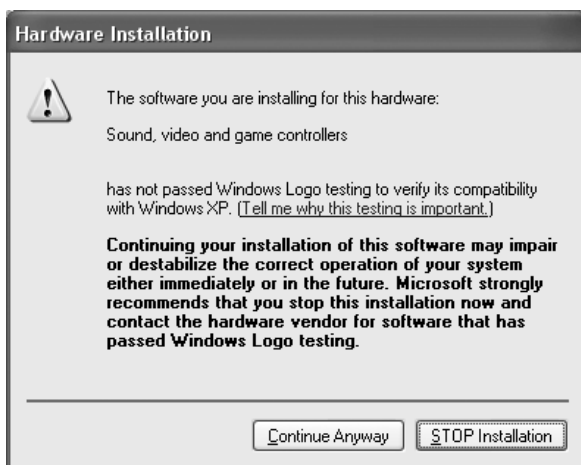 Hardware Installation
The software you are installing for this hardware:
Sound, video and game controllers
has not passed Windows Logo testing to verify its compatibility
with Windows XP. (Tell me why this testing is important.)
Continuing your installation of this software may impair
or destabilize the correct operation of your system
either immediately or in the future. Microsoft strongly
recommends that you stop this installation now and
contact the hardware vendor for software that has
passed Windows Logo testing.
Continue Anyway
STOP Installation